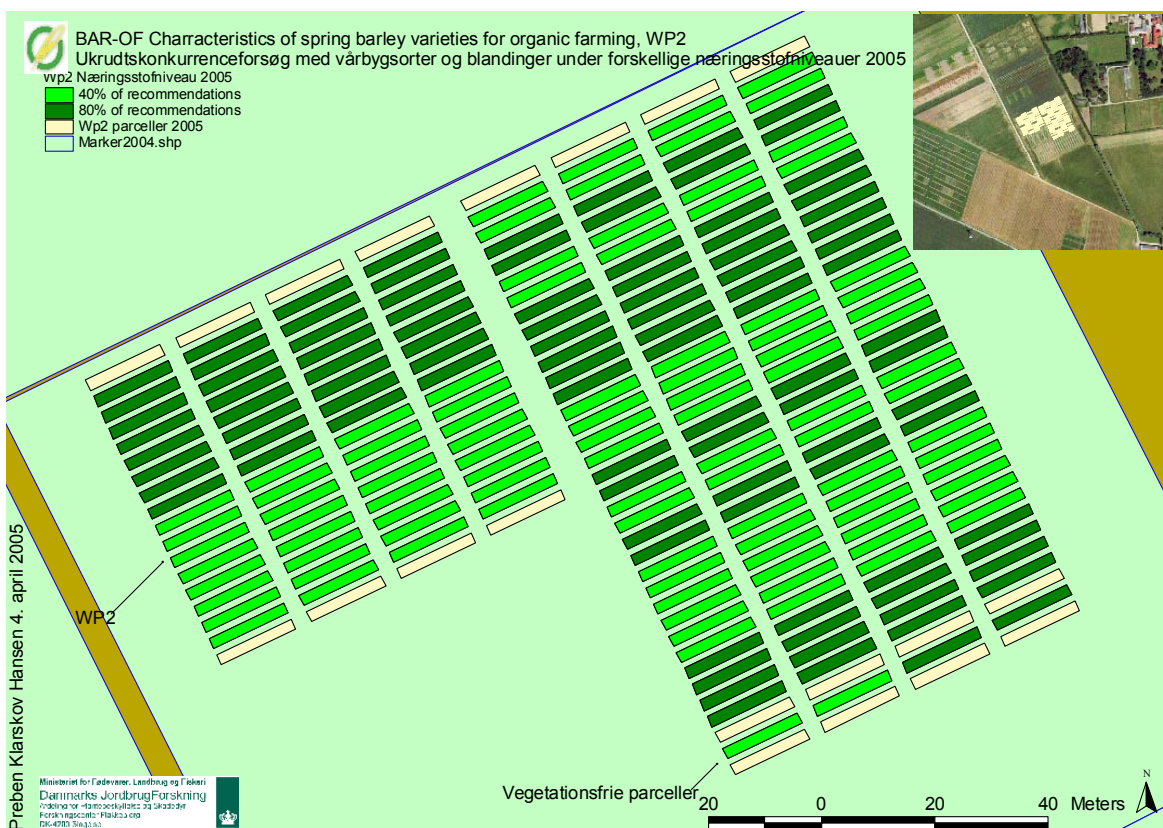 BAR-OF Charracteristics of spring barley varieties for organic farming, WP2
Ukrudtskonkurrenceforsøg med vårbygsorter og blandinger under forskellige næringsstofniveauer 2005
Wp2 Næringsstofniveau 2005
40% of recommendations
80% of recommendations
Wp2 parceller 2005
Marker2004.shp
WP2
Preben Klarskov Hansen 4. april 2005
Vegetationsfrie parceller
20 0 20 40 Meters
N
Ministeriet for Fødevarer, Landbrug og Fiskeri
Danmarks JordbrugForskning